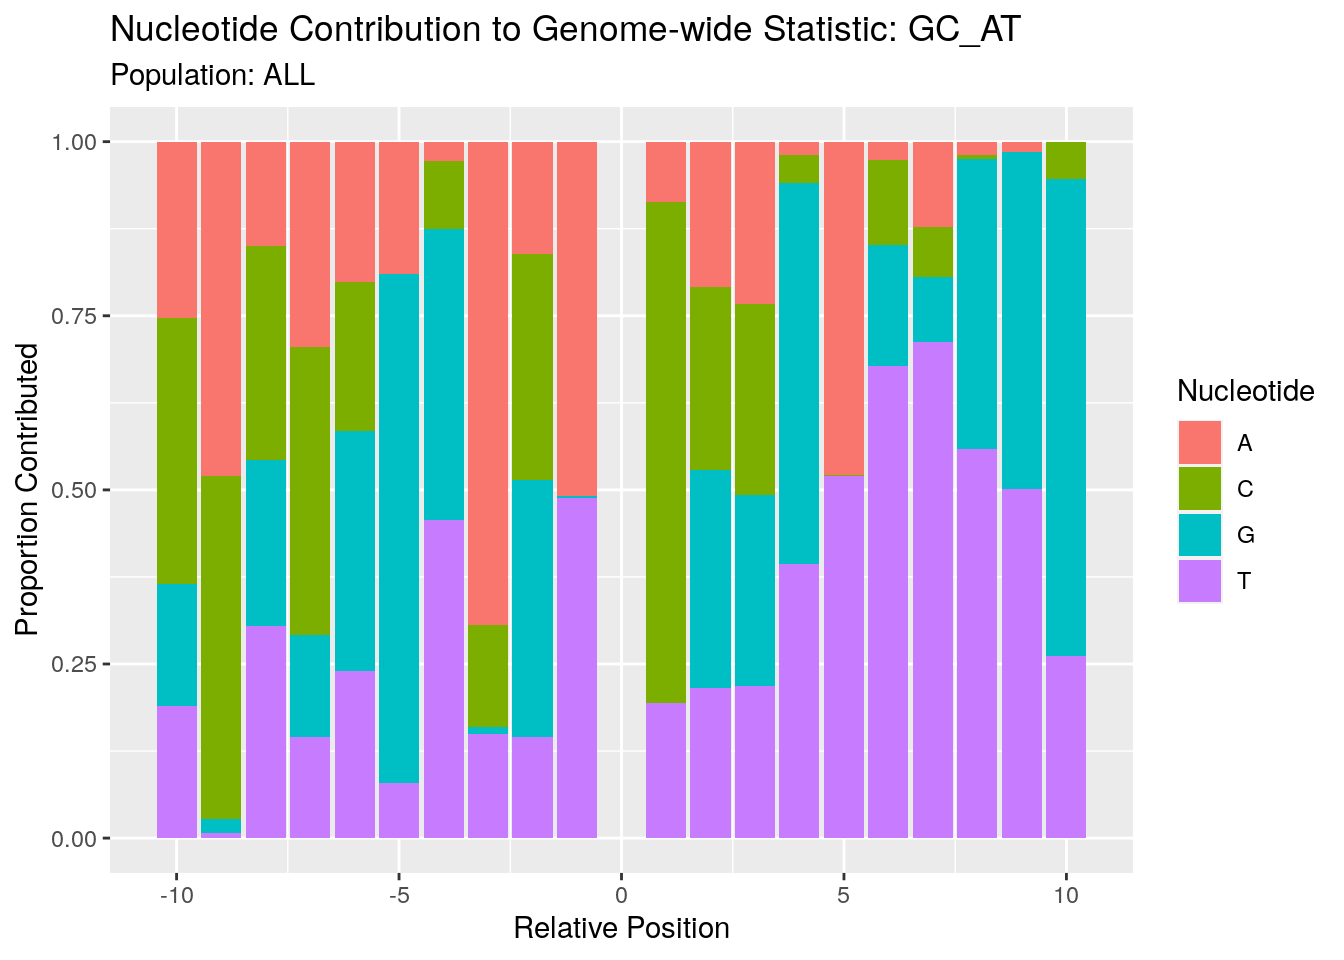 Nucleotide Contribution to Genome-wide Statistic: GC_AT
Population: ALL
1.00
0.75
0.50
0.25
0.00
Proportion Contributed
-10
-5
0
5
10
Relative Position
Nucleotide
A
C
G
T